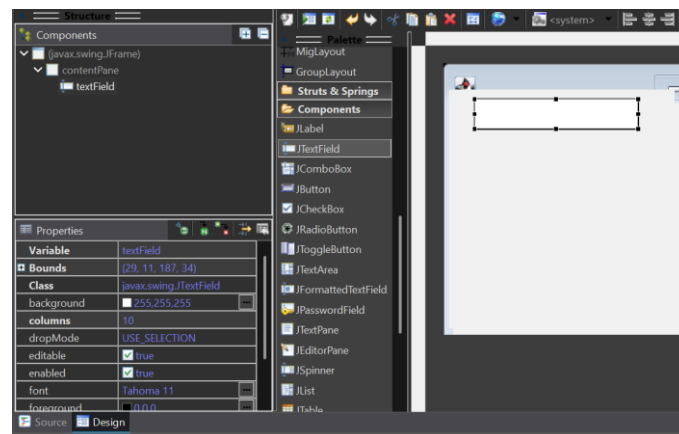 Structure
Components
(javax.swing.JFrame)
contentPane
textField
Properties
Variable textField
Bounds (29, 11, 187, 34)
Class javax.swing.JTextField
background 255,255,255
columns 10
dropMode USE_SELECTION
editable true
enabled true
font Tahoma 11
foreground 0,0,0
Source Design
<system>
Palette
MigLayout
GroupLayout
Struts & Springs
Components
JLabel
JTextField
JComboBox
JButton
JCheckBox
JRadioButton
JToggleButton
JTextArea
JFormattedTextField
JPasswordField
JTextPane
JEditorPane
JSpinner
JList
JTable